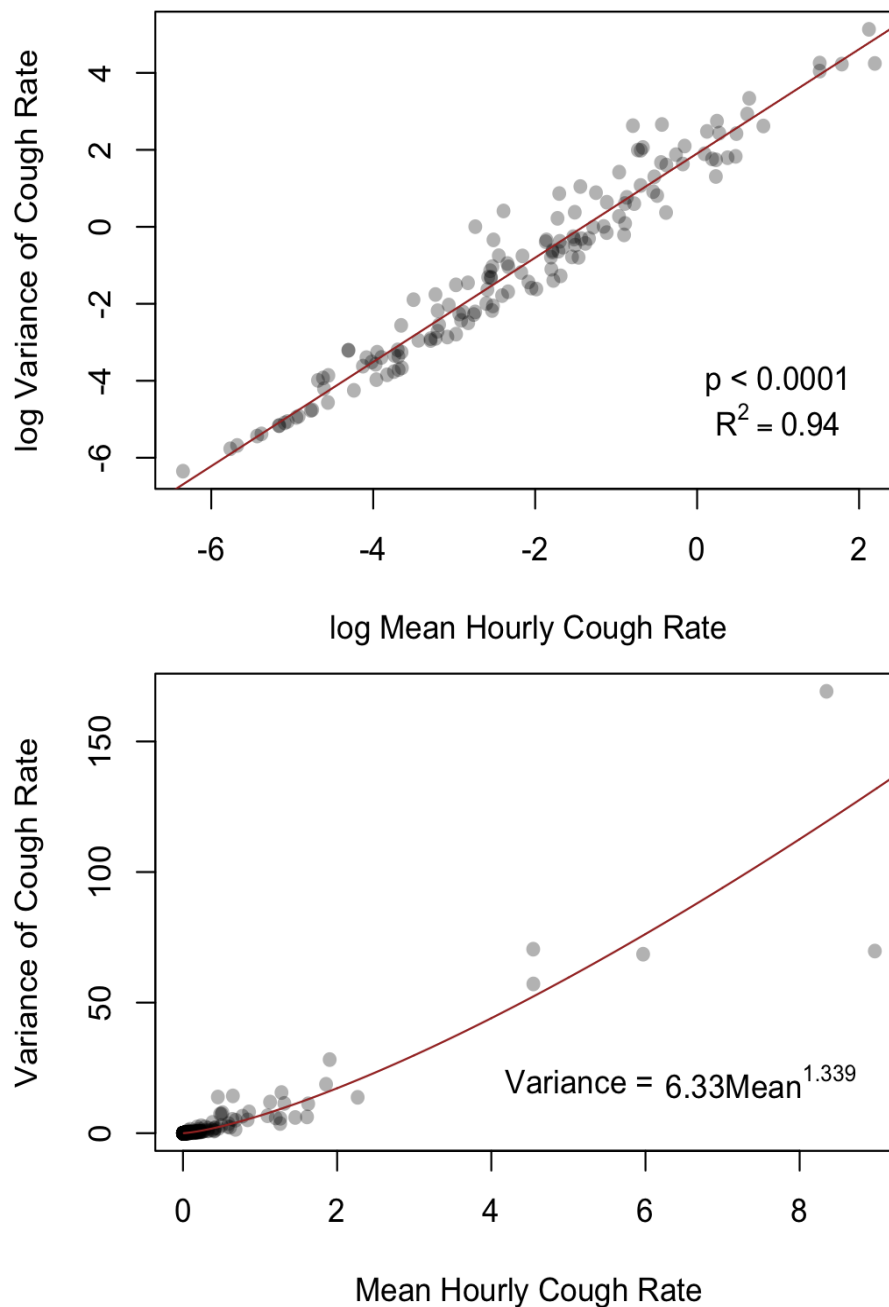 log Variance of Cough Rate
4
2
0
-2
-4
-6
p < 0.0001
R² = 0.94
-6 -4 -2 0 2
log Mean Hourly Cough Rate
Variance of Cough Rate
150
100
50
0
Variance = 6.33Mean^1.339
0 2 4 6 8
Mean Hourly Cough Rate